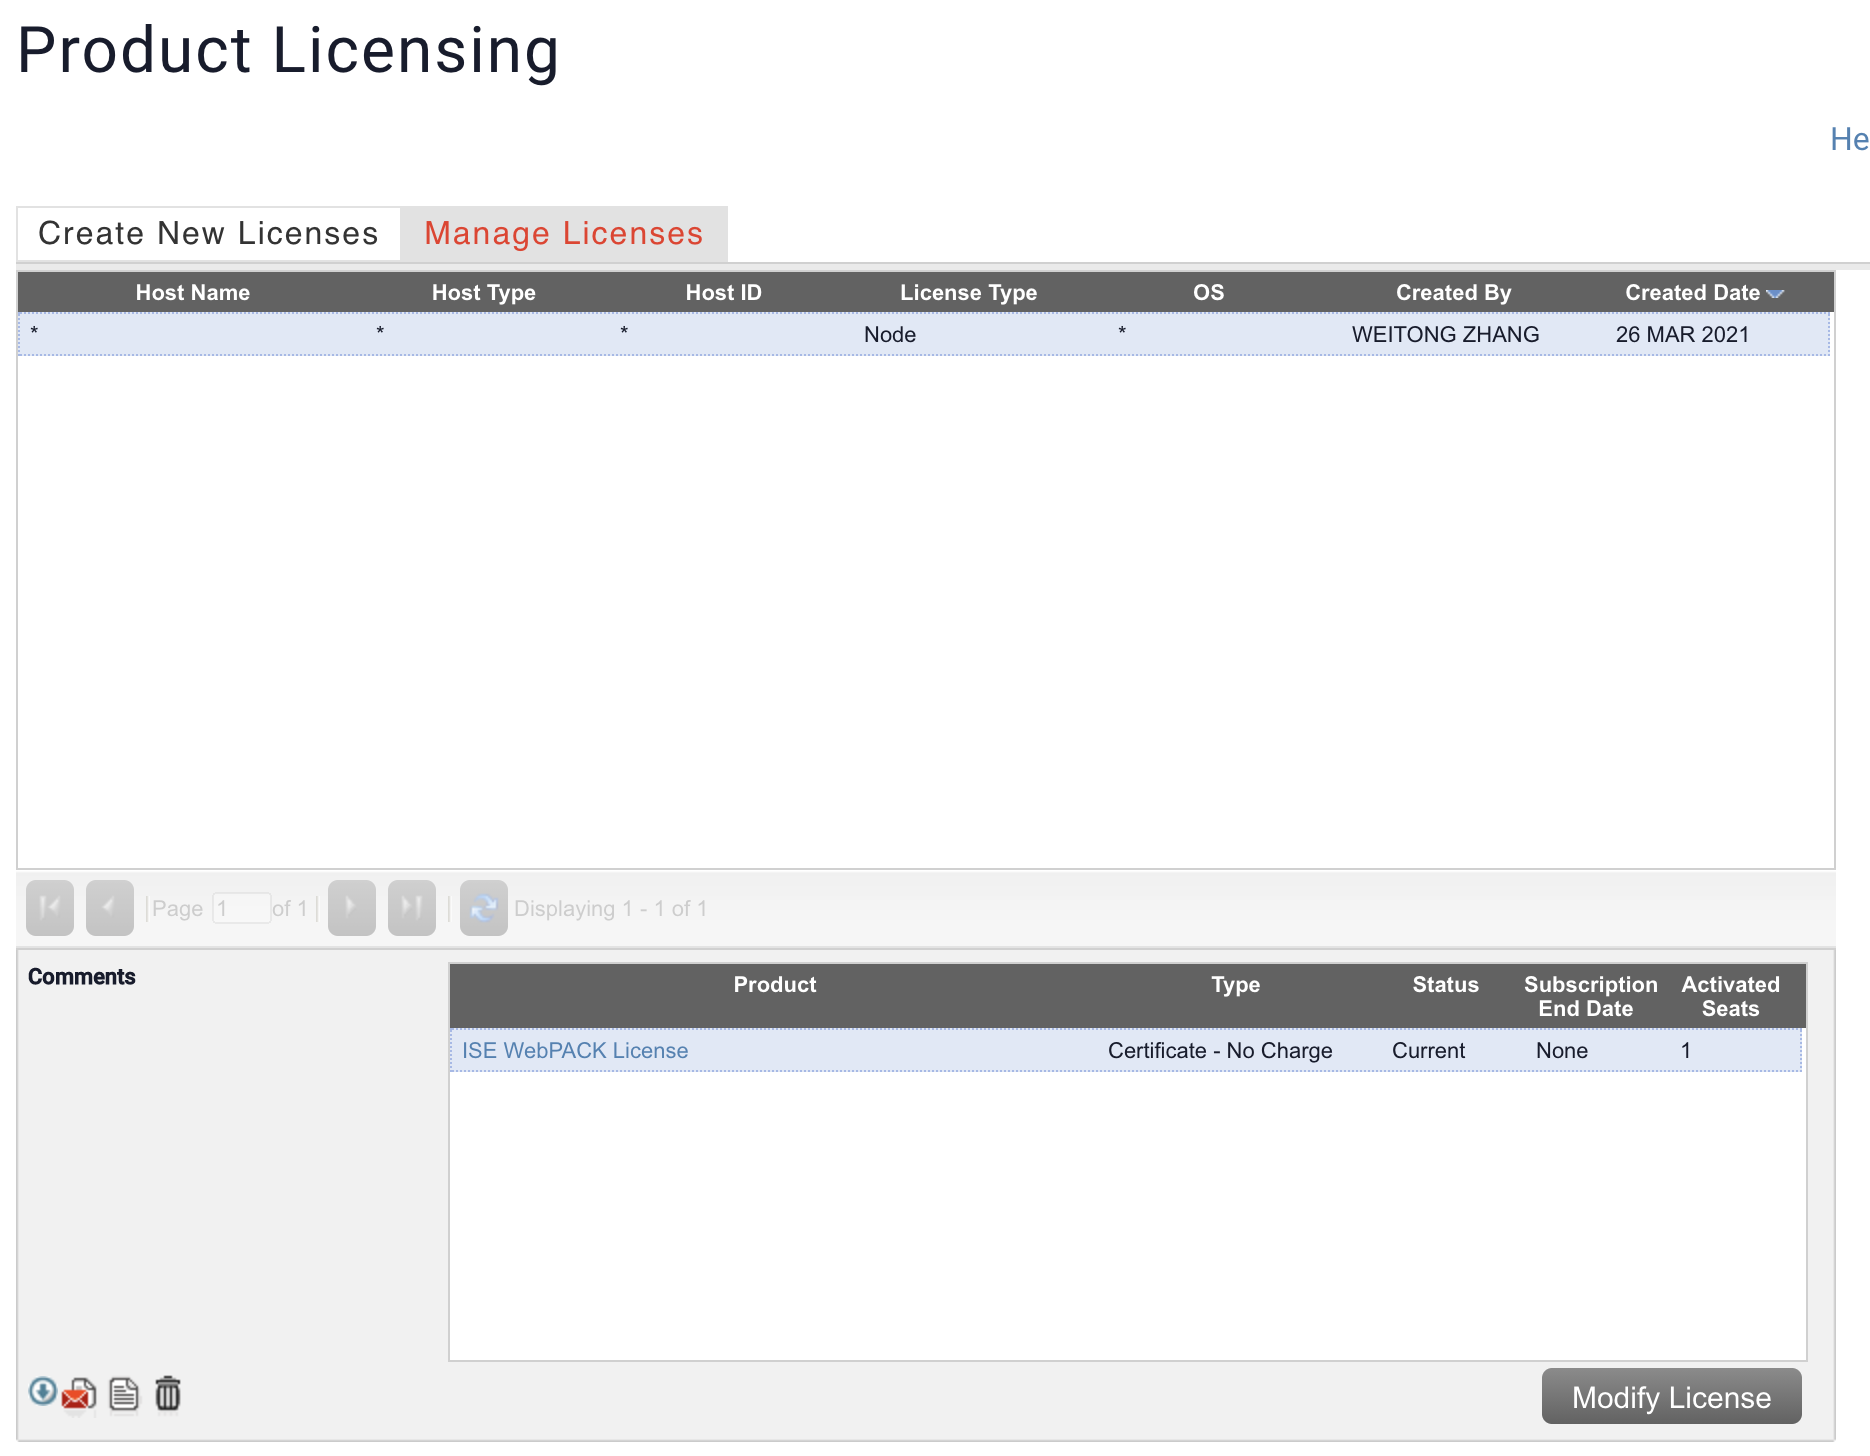 Product Licensing
He
Create New Licenses Manage Licenses
Host Name Host Type Host ID License Type OS Created By Created Date
* * * Node * WEITONG ZHANG 26 MAR 2021
Page 1 of 1 Displaying 1 - 1 of 1
Comments
Product Type Status Subscription End Date Activated Seats
ISE WebPACK License Certificate - No Charge Current None 1
Modify License